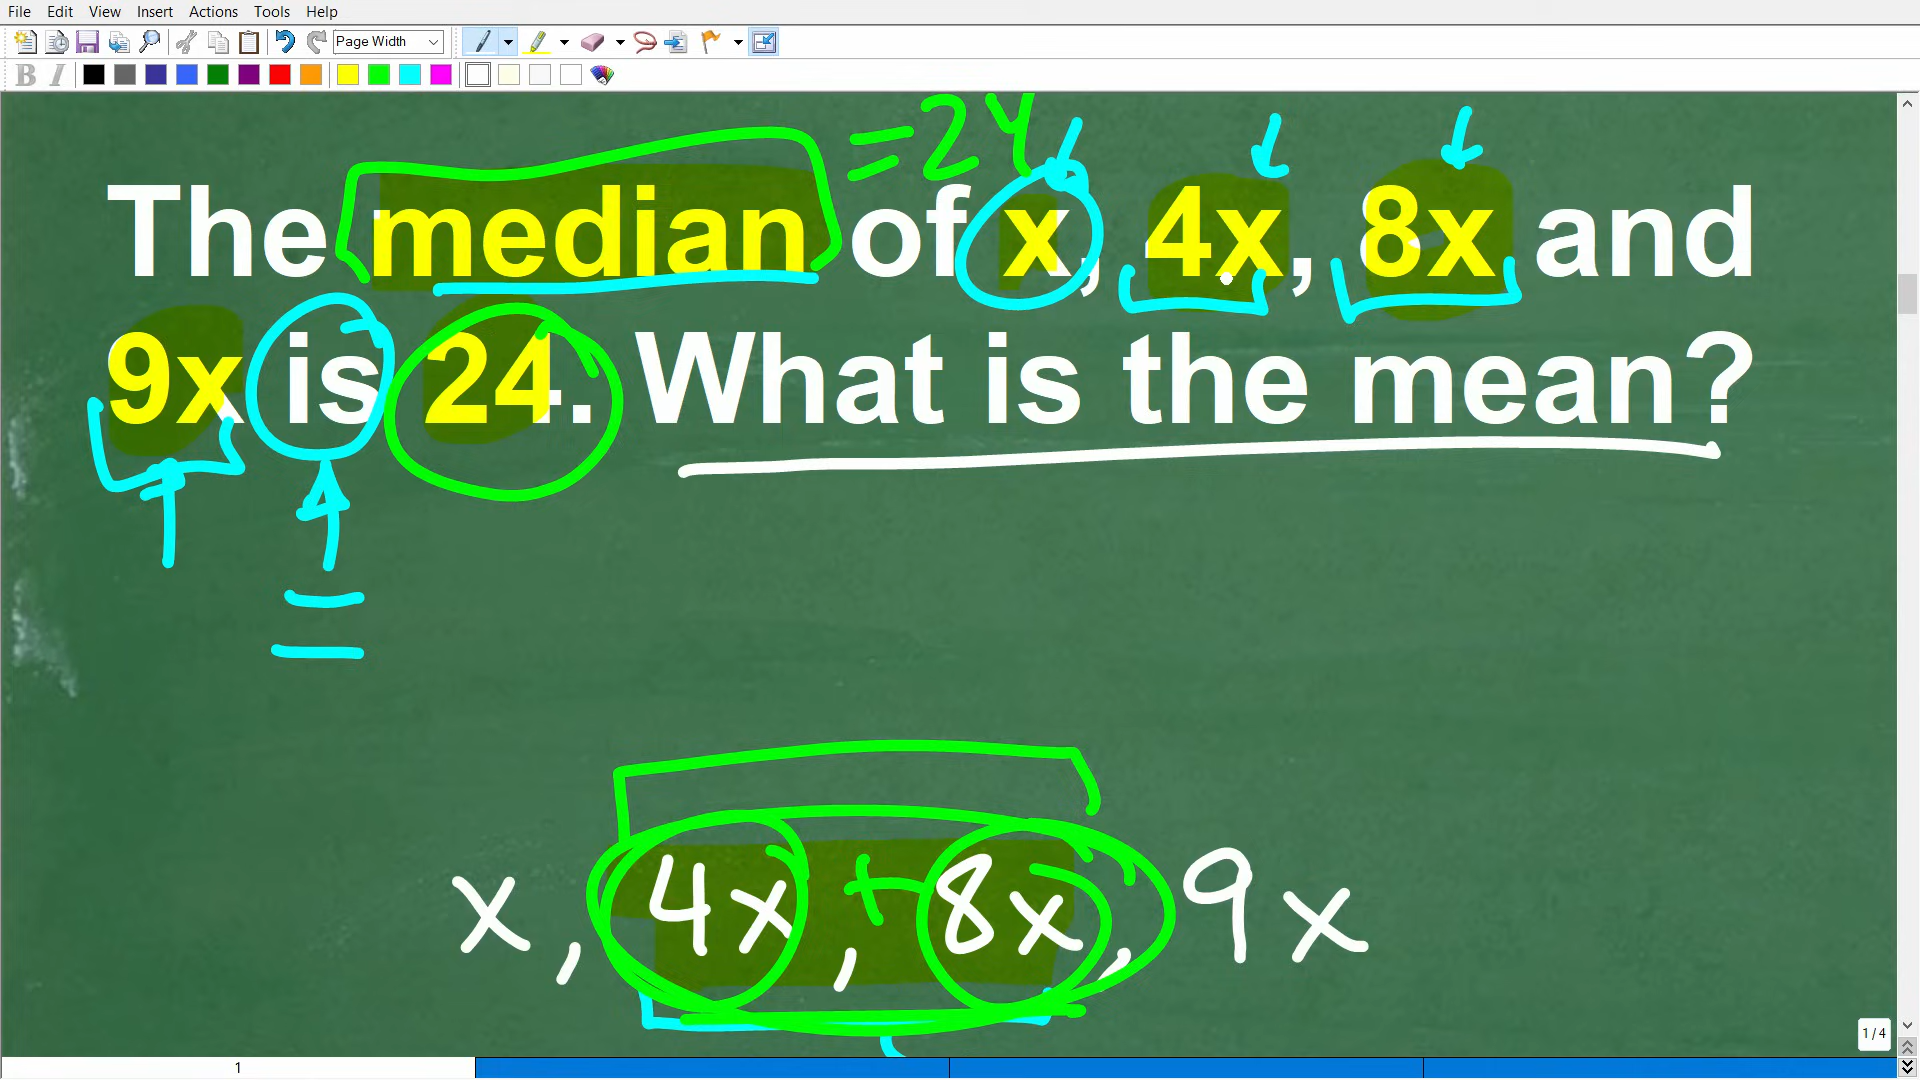 File Edit View Insert Actions Tools Help
Page Width
B I
=24
The median of x, 4x, 8x and
9x is 24. What is the mean?
=
x, 4x, + 8x, 9x
1 / 4
1